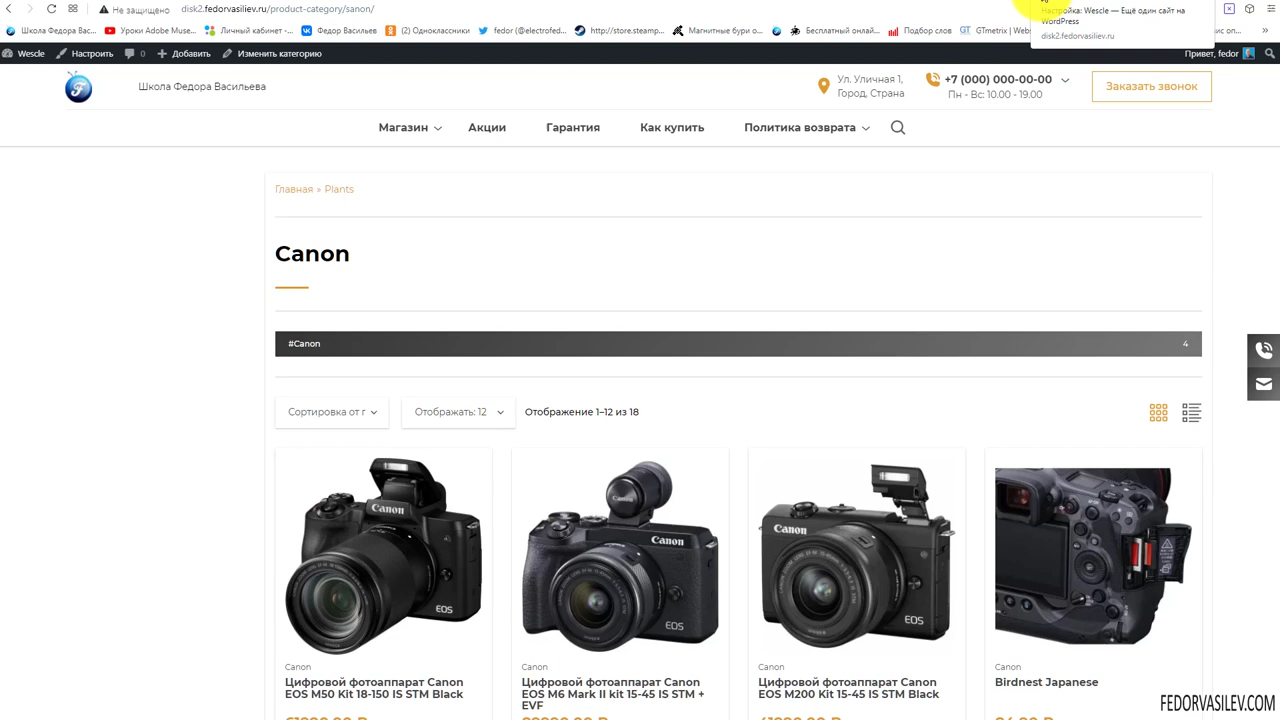 Не защищено disk2.fedorvasiliev.ru/product-category/sanon/
Настройка: Wescle — Ещё один сайт на
WordPress
disk2.fedorvasiliev.ru
Школа Федора Вас... Уроки Adobe Muse... Личный кабинет -... Федор Васильев (2) Одноклассники fedor (@electrofed... http://store.steamp... Магнитные бури о... Бесплатный онлайн... Подбор слов GTmetrix | Webs
Wescle Настроить 0 Добавить Изменить категорию Привет, fedor
Школа Федора Васильева
Ул. Уличная 1,
Город, Страна
+7 (000) 000-00-00
Пн - Вс: 10.00 - 19.00
Заказать звонок
Магазин Акции Гарантия Как купить Политика возврата
Главная » Plants
Canon
#Canon 4
Сортировка от г Отображать: 12 Отображение 1–12 из 18
Canon
EOS
Canon
Canon
EOS
Canon
EOS
Canon
Цифровой фотоаппарат Canon
EOS M50 Kit 18-150 IS STM Black
Canon
Цифровой фотоаппарат Canon
EOS M6 Mark II kit 15-45 IS STM +
EVF
Canon
Цифровой фотоаппарат Canon
EOS M200 Kit 15-45 IS STM Black
Canon
Birdnest Japanese
FEDORVASILEV.COM